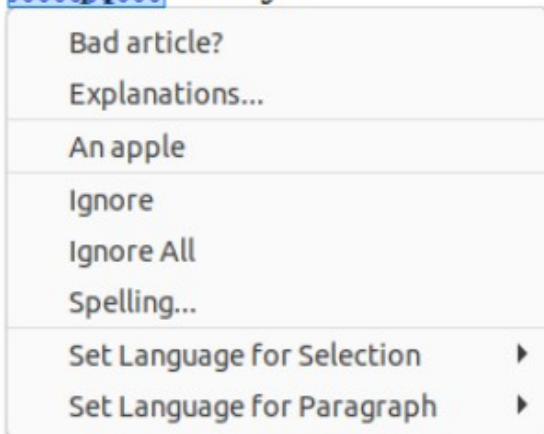 Bad article?
Explanations...
An apple
Ignore
Ignore All
Spelling...
Set Language for Selection
Set Language for Paragraph